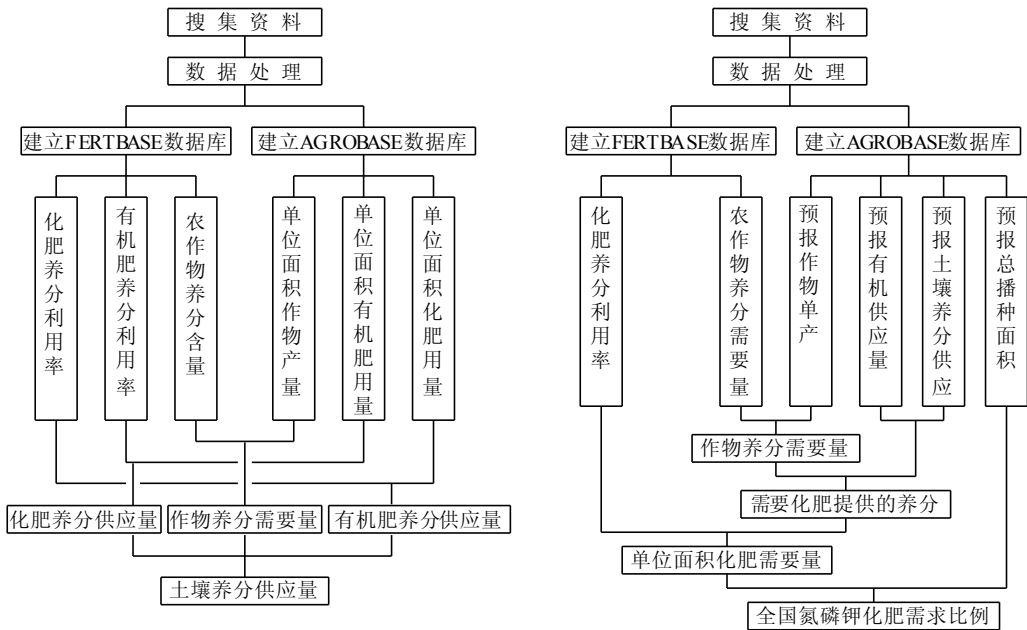 搜集资料
数据处理
建立FERTBASE数据库
建立AGROBASE数据库
化肥养分利用率
有机肥养分利用率
农作物养分含量
单位面积作物产量
单位面积有机肥用量
单位面积化肥用量
化肥养分供应量
作物养分需要量
有机肥养分供应量
土壤养分供应量
搜集资料
数据处理
建立FERTBASE数据库
建立AGROBASE数据库
化肥养分利用率
农作物养分需要量
预报作物单产
预报有机供应量
预报土壤养分供应
预报总播种面积
作物养分需要量
需要化肥提供的养分
单位面积化肥需要量
全国氮磷钾化肥需求比例